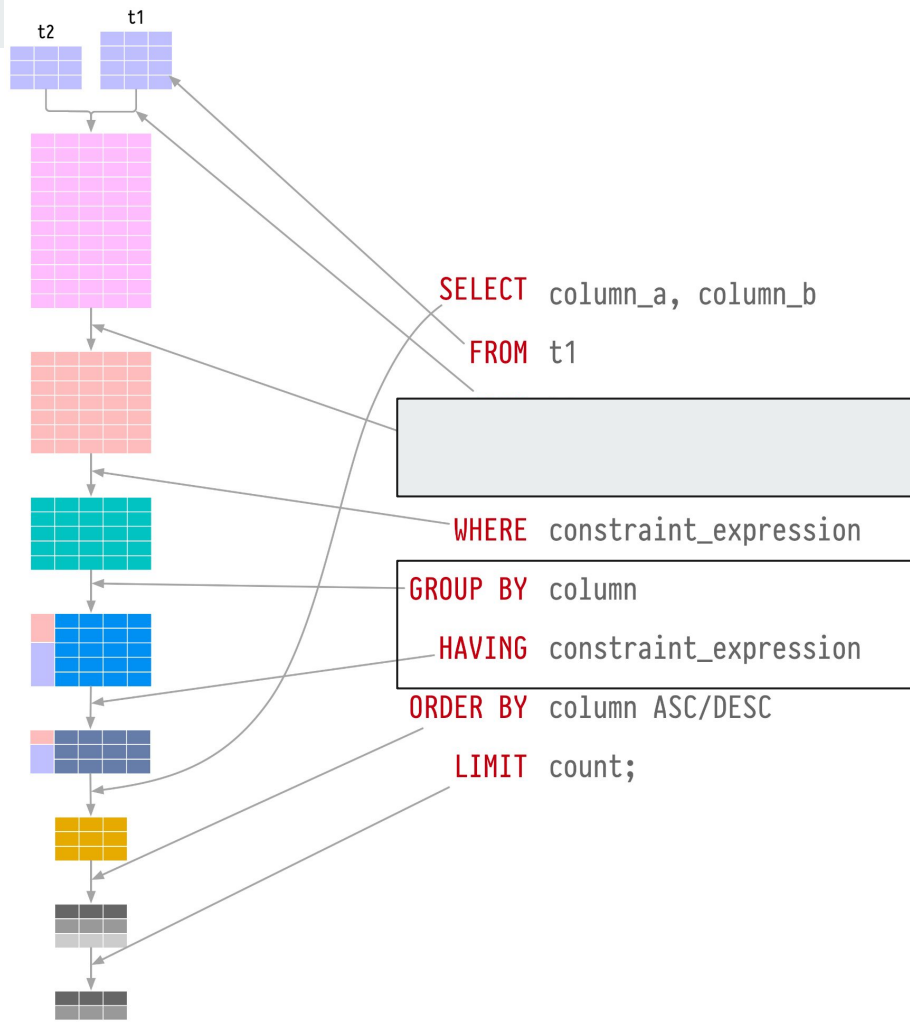 t2 t1
SELECT column_a, column_b
FROM t1
WHERE constraint_expression
GROUP BY column
HAVING constraint_expression
ORDER BY column ASC/DESC
LIMIT count;